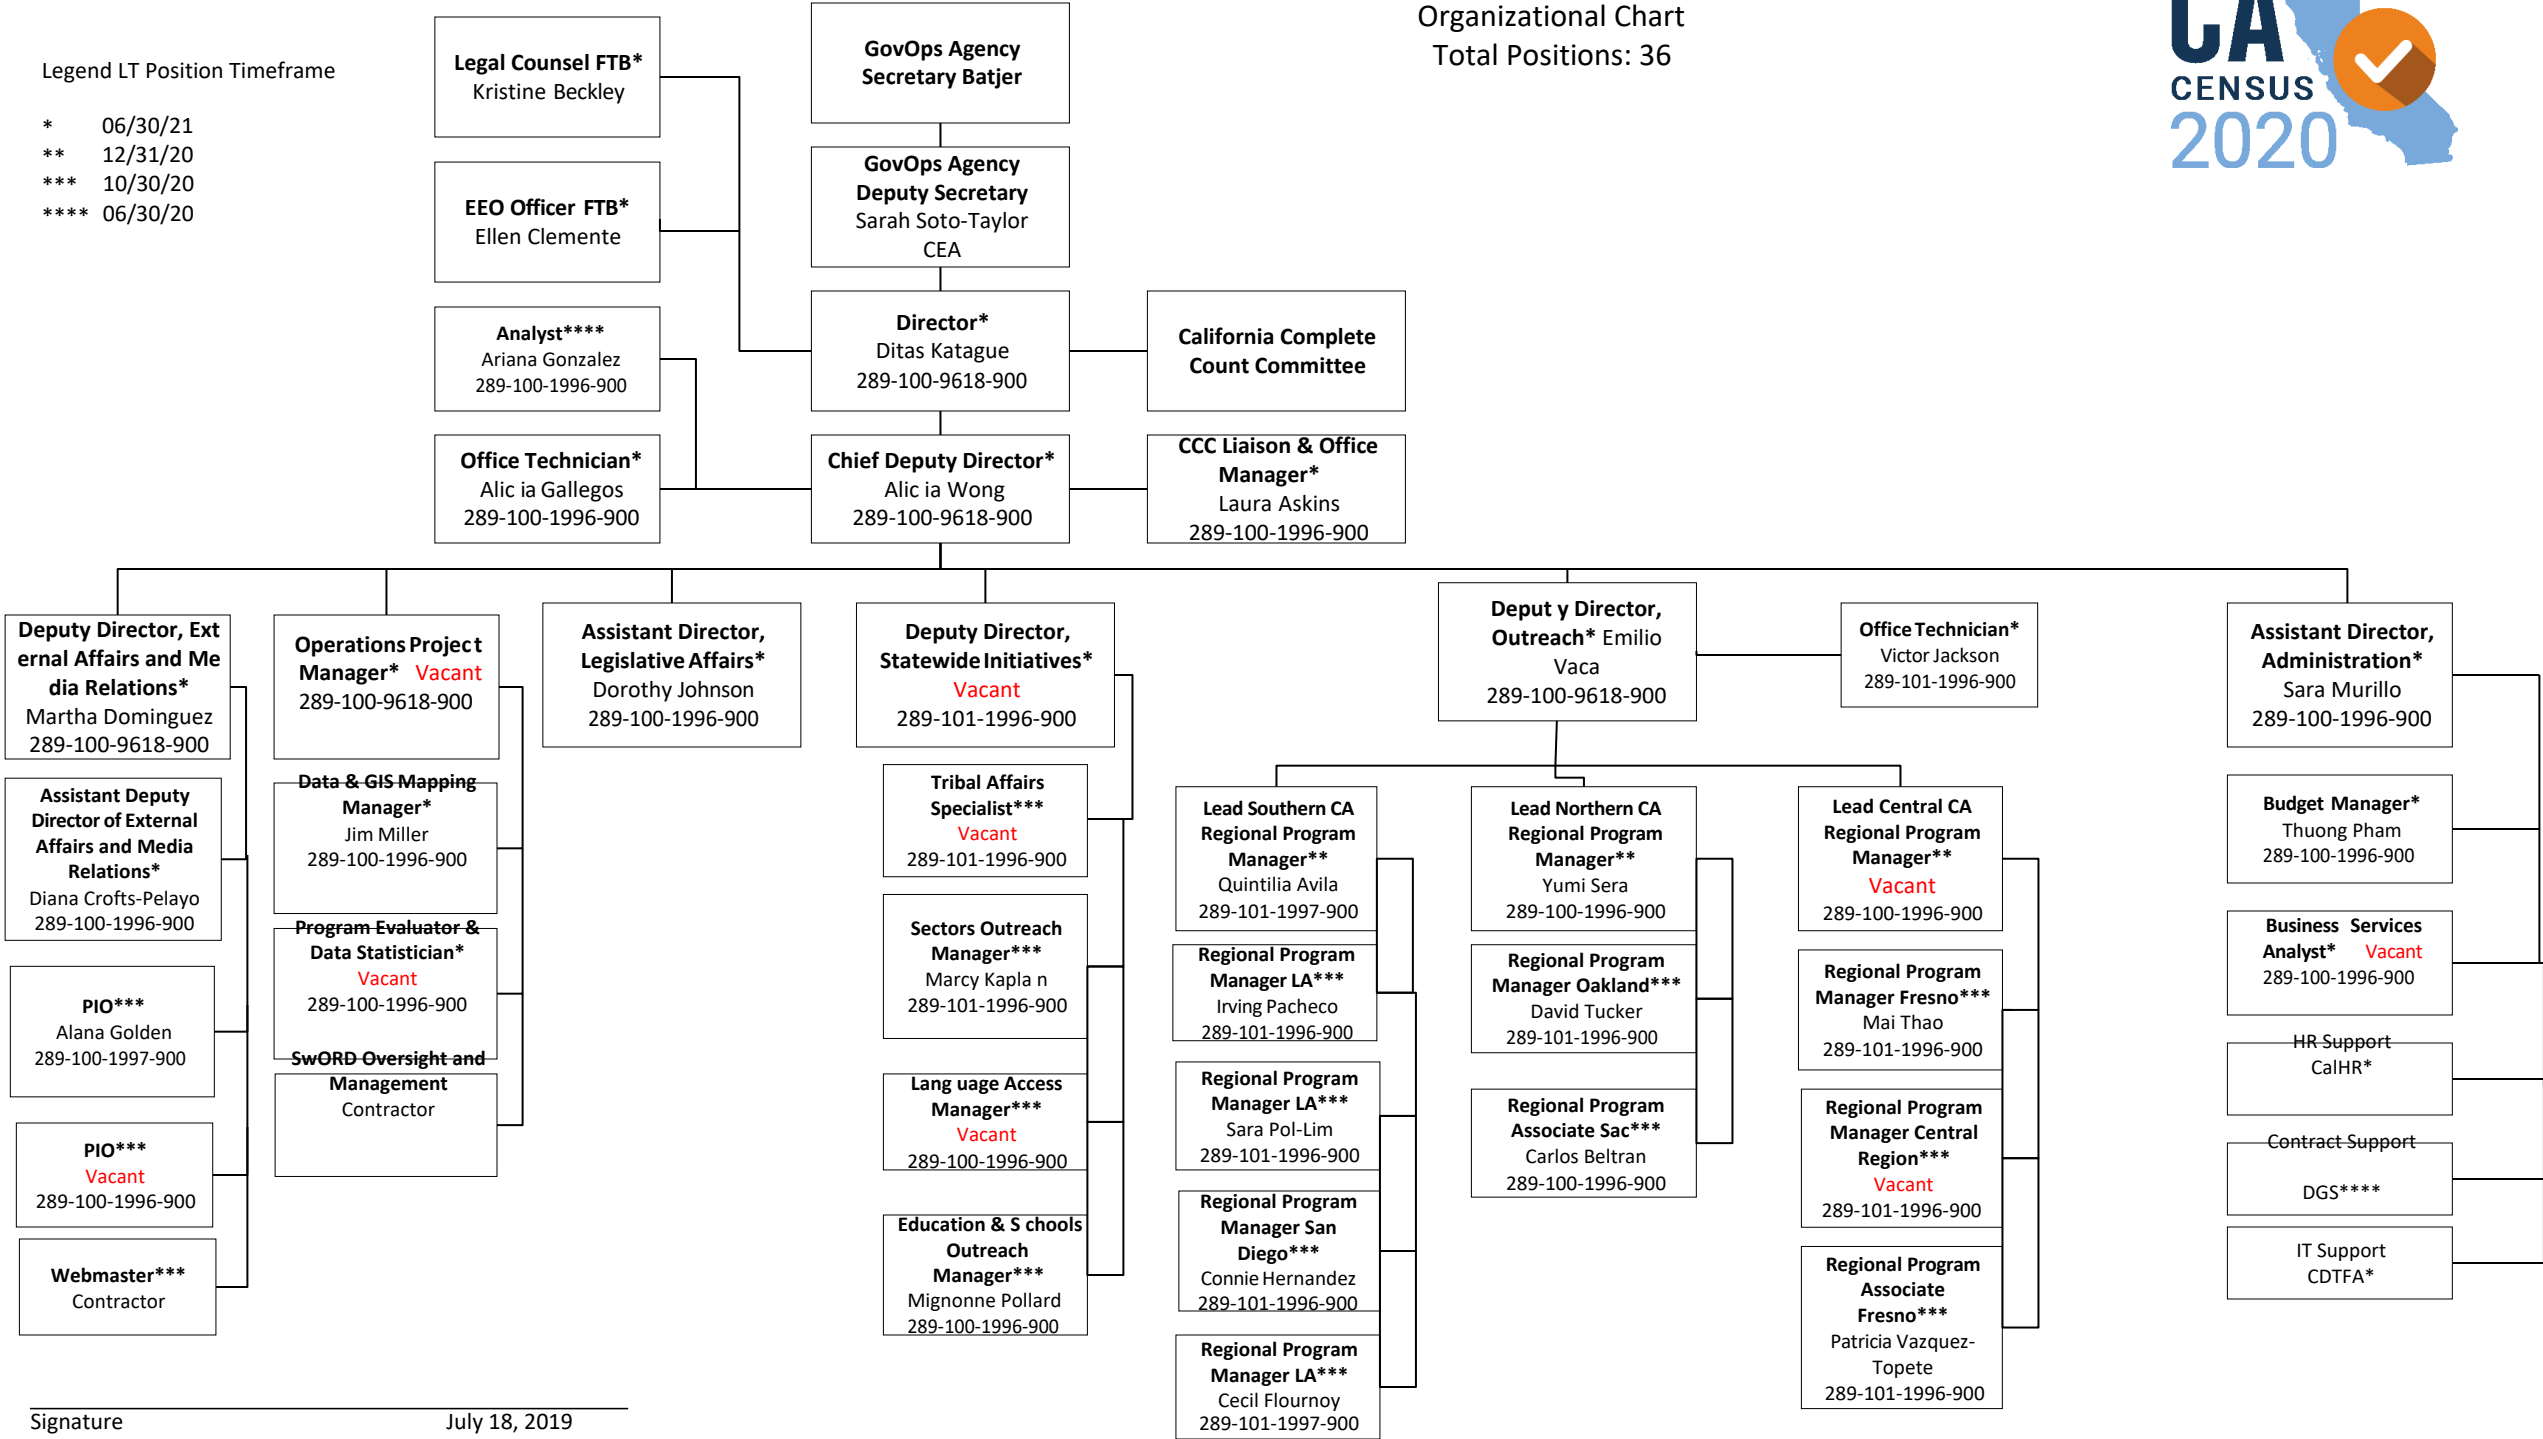 Organizational Chart
Total Positions: 36
CA
CENSUS
2020
Legend LT Position Timeframe
* 06/30/21
** 12/31/20
*** 10/30/20
**** 06/30/20
Legal Counsel FTB*
Kristine Beckley
GovOps Agency
Secretary Batjer
EEO Officer FTB*
Ellen Clemente
GovOps Agency
Deputy Secretary
Sarah Soto-Taylor
CEA
Analyst****
Ariana Gonzalez
289-100-1996-900
Director*
Ditas Katague
289-100-9618-900
California Complete
Count Committee
Office Technician*
Alic ia Gallegos
289-100-1996-900
Chief Deputy Director*
Alic ia Wong
289-100-9618-900
CCC Liaison & Office
Manager*
Laura Askins
289-100-1996-900
Deputy Director, Ext
ernal Affairs and Me
dia Relations*
Martha Dominguez
289-100-9618-900
Assistant Deputy
Director of External
Affairs and Media
Relations*
Diana Crofts-Pelayo
289-100-1996-900
PIO***
Alana Golden
289-100-1997-900
PIO***
Vacant
289-100-1996-900
Webmaster***
Contractor
Operations Project
Manager* Vacant
289-100-9618-900
Data & GIS Mapping
Manager*
Jim Miller
289-100-1996-900
Program Evaluator &
Data Statistician*
Vacant
289-100-1996-900
SwORD Oversight and
Management
Contractor
Assistant Director,
Legislative Affairs*
Dorothy Johnson
289-100-1996-900
Deputy Director,
Statewide Initiatives*
Vacant
289-101-1996-900
Tribal Affairs
Specialist***
Vacant
289-101-1996-900
Sectors Outreach
Manager***
Marcy Kapla n
289-101-1996-900
Lang uage Access
Manager***
Vacant
289-100-1996-900
Education & S chools
Outreach
Manager***
Mignonne Pollard
289-100-1996-900
Deput y Director,
Outreach* Emilio
Vaca
289-100-9618-900
Office Technician*
Victor Jackson
289-101-1996-900
Lead Southern CA
Regional Program
Manager**
Quintilia Avila
289-101-1997-900
Regional Program
Manager LA***
Irving Pacheco
289-101-1996-900
Regional Program
Manager LA***
Sara Pol-Lim
289-101-1996-900
Regional Program
Manager San
Diego***
Connie Hernandez
289-101-1996-900
Regional Program
Manager LA***
Cecil Flournoy
289-101-1997-900
Lead Northern CA
Regional Program
Manager**
Yumi Sera
289-100-1996-900
Regional Program
Manager Oakland***
David Tucker
289-101-1996-900
Regional Program
Associate Sac***
Carlos Beltran
289-100-1996-900
Lead Central CA
Regional Program
Manager**
Vacant
289-100-1996-900
Regional Program
Manager Fresno***
Mai Thao
289-101-1996-900
Regional Program
Manager Central
Region***
Vacant
289-101-1996-900
Regional Program
Associate
Fresno***
Patricia Vazquez-
Topete
289-101-1996-900
Assistant Director,
Administration*
Sara Murillo
289-100-1996-900
Budget Manager*
Thuong Pham
289-100-1996-900
Business Services
Analyst* Vacant
289-100-1996-900
HR Support
CalHR*
Contract Support
DGS****
IT Support
CDTFA*
Signature July 18, 2019